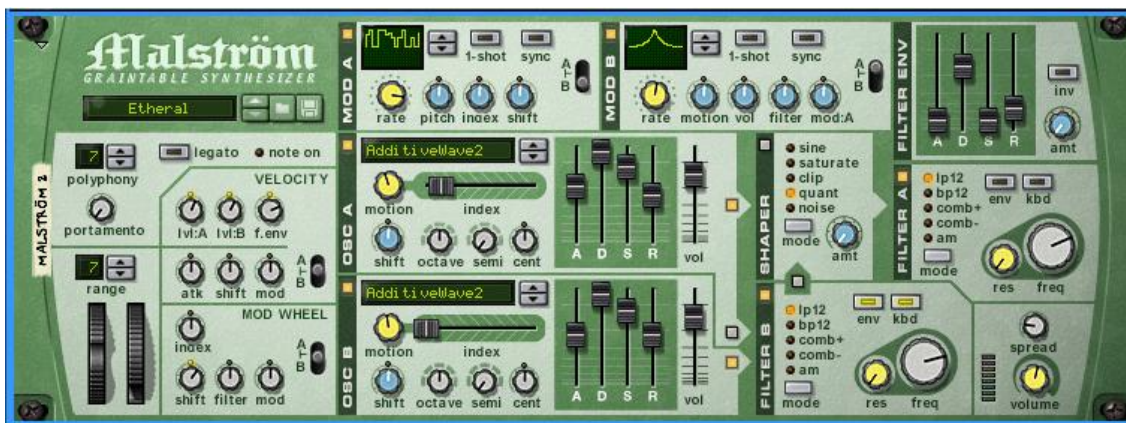 Malström
GRAINTABLE SYNTHESIZER
Etheral
MALSTRÖM 2
7
polyphony
legato
note on
portamento
VELOCITY
lvl:A lvl:B f.env
7
range
atk shift mod
A
B
MOD WHEEL
index
A
B
shift filter mod
MOD A
1-shot sync
A
B
rate pitch index shift
MOD B
1-shot sync
A
B
rate motion vol filter mod:A
FILTER ENV
inv
A D S R
amt
OSC A
AdditiveWave2
motion index
shift octave semi cent
A D S R
vol
OSC B
AdditiveWave2
motion index
shift octave semi cent
A D S R
vol
SHAPER
sine
saturate
clip
quant
noise
mode
amt
FILTER A
lp12
bp12
comb+
comb-
am
mode
env kbd
res freq
FILTER B
lp12
bp12
comb+
comb-
am
mode
env kbd
res freq
spread
volume